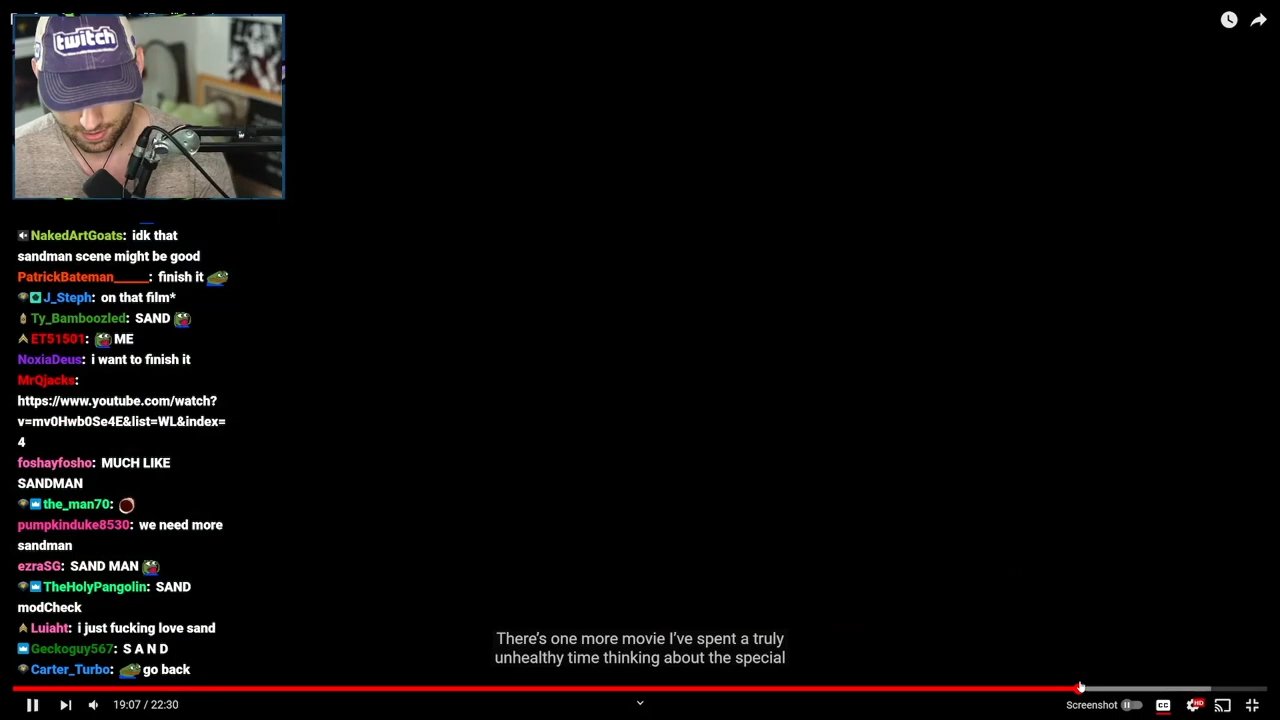 twitch
NakedArtGoats: idk that
sandman scene might be good
PatrickBateman______: finish it
J_Steph: on that film*
Ty_Bamboozled: SAND
ET51501: ME
NoxiaDeus: i want to finish it
MrQjacks:
https://www.youtube.com/watch?
v=mv0Hwb0Se4E&list=WL&index=
4
foshayfosho: MUCH LIKE
SANDMAN
the_man70:
pumpkinduke8530: we need more
sandman
ezraSG: SAND MAN
TheHolyPangolin: SAND
modCheck
Luiaht: i just fucking love sand
Geckoguy567: S A N D
Carter_Turbo: go back
There's one more movie I've spent a truly
unhealthy time thinking about the special
19:07 / 22:30
Screenshot
CC
HD